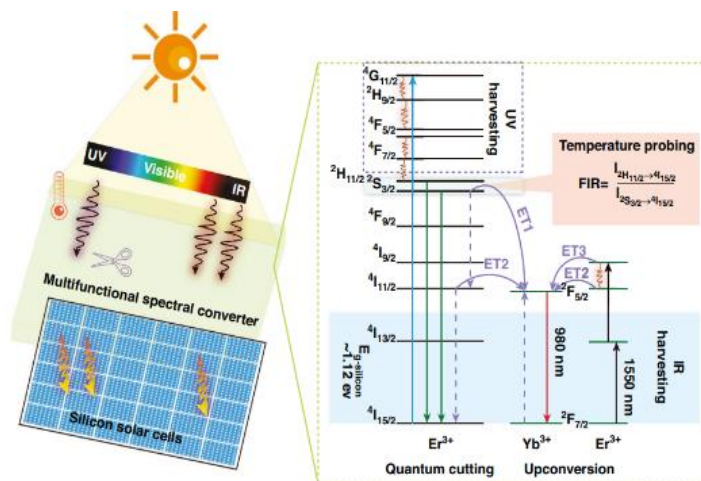 UV Visible IR
Multifunctional spectral converter
Silicon solar cells
⁴G₁₁/₂
²H₉/₂
⁴F₅/₂
⁴F₇/₂
²H₁₁/₂ ²S₃/₂
⁴F₉/₂
⁴I₉/₂
⁴I₁₁/₂
⁴I₁₃/₂
⁴I₁₅/₂
UV
harvesting
Temperature probing
FIR= I₂H₁₁/₂→⁴I₁₅/₂
I₂S₃/₂→⁴I₁₅/₂
ET1
ET2
ET3
ET2
²F₅/₂
²F₇/₂
Eg-silicon
~1.12 ev
980 nm
1550 nm
IR
harvesting
Er³⁺ Yb³⁺ Er³⁺
Quantum cutting Upconversion